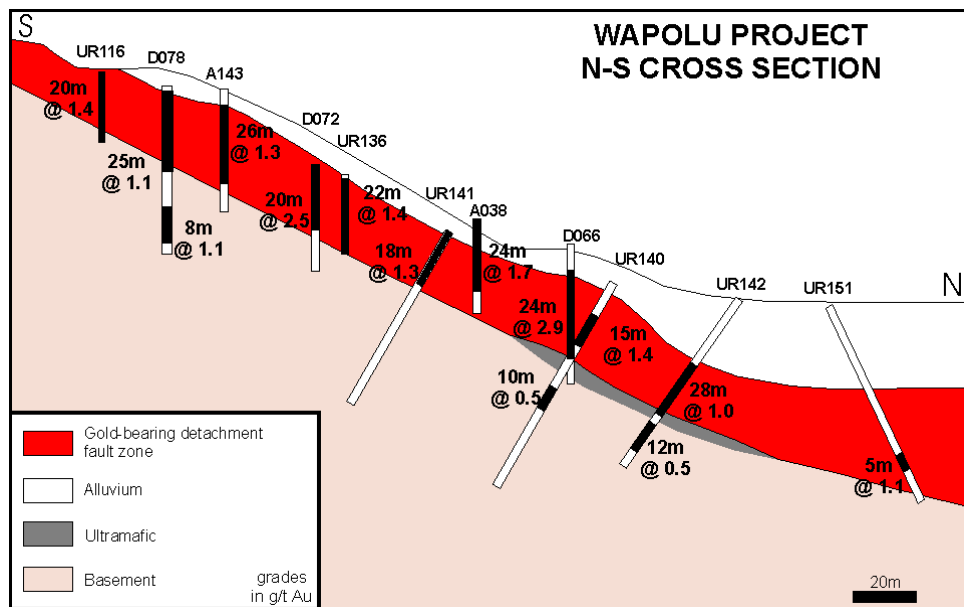 S
WAPOLU PROJECT
N-S CROSS SECTION
UR116
D078
A143
D072
UR136
UR141
A038
D066
UR140
UR142
UR151
N
20m
@ 1.4
25m
@ 1.1
8m
@ 1.1
26m
@ 1.3
20m
@ 2.5
22m
@ 1.4
18m
@ 1.3
24m
@ 1.7
24m
@ 2.9
15m
@ 1.4
10m
@ 0.5
28m
@ 1.0
12m
@ 0.5
5m
@ 1.1
Gold-bearing detachment
fault zone
Alluvium
Ultramafic
Basement
grades
in g/t Au
20m